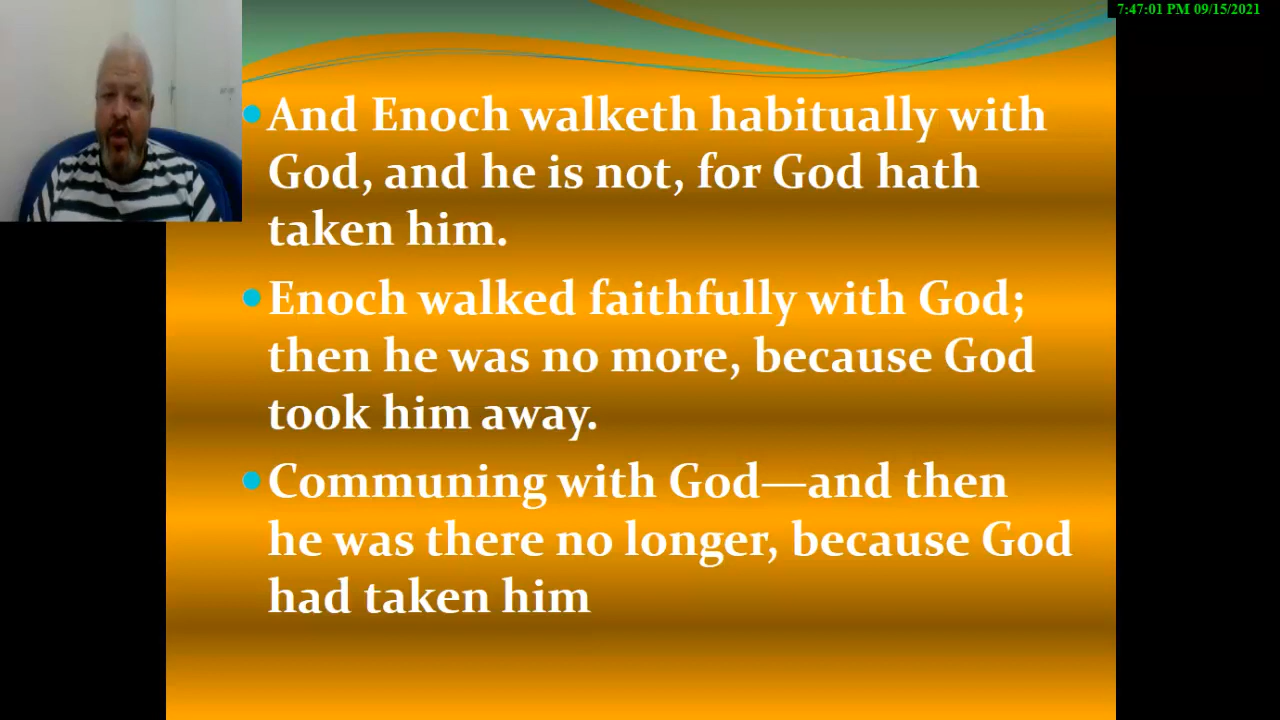 7:47:01 PM 09/15/2021
And Enoch walketh habitually with
God, and he is not, for God hath
taken him.
Enoch walked faithfully with God;
then he was no more, because God
took him away.
Communing with God—and then
he was there no longer, because God
had taken him